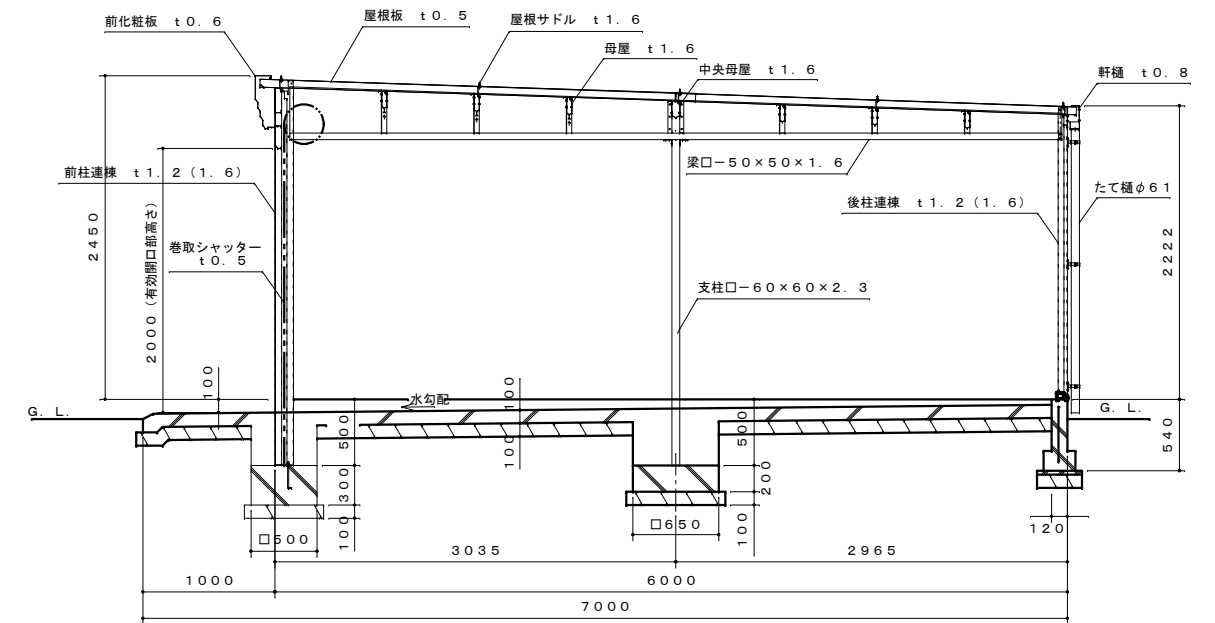 前化粧板 t0.6
屋根板 t0.5
屋根サドル t1.6
母屋 t1.6
中央母屋 t1.6
軒樋 t0.8
梁口-50×50×1.6
前柱連棟 t1.2(1.6)
後柱連棟 t1.2(1.6)
たて樋φ61
2450
2000(有効開口部高さ)
巻取シャッター
t0.5
2222
支柱口-60×60×2.3
100
水勾配
100
G.L.
G.L.
500
100
500
540
300
200
100
100
□500
□650
120
3035
2965
1000
6000
7000